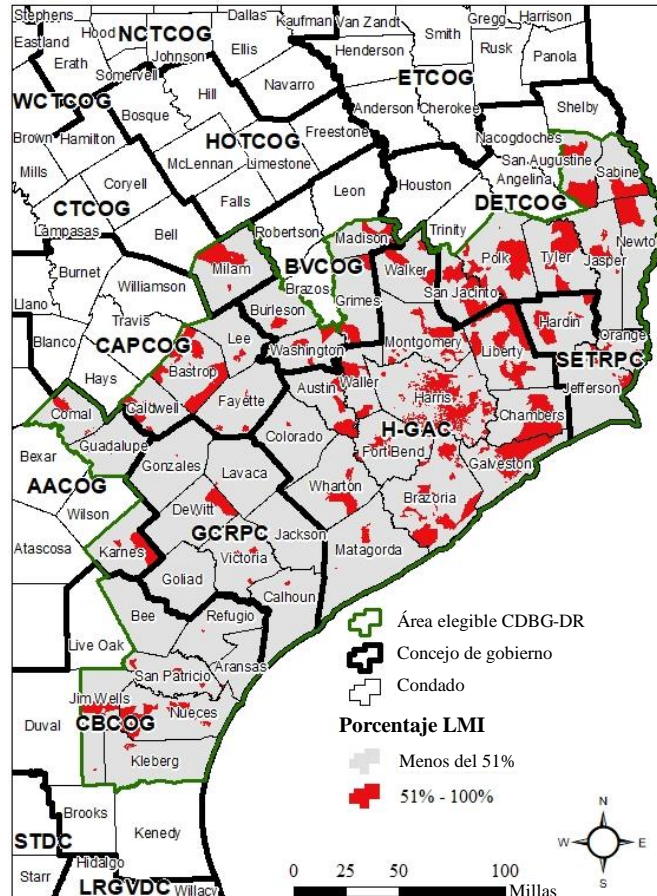 Stephens
Dallas
Kaufman
Van Zandt
Gregg
Harrison
Eastland
Hood
NCTCOG
Johnson
Ellis
Smith
Rusk
Panola
Erath
Somervell
Henderson
WCTCOG
Bosque
Hill
Navarro
ETCOG
Anderson
Cherokee
Shelby
Brown
Hamilton
HOTCOG
Freestone
Nacogdoches
McLennan
Limestone
San Augustine
Sabine
Mills
Coryell
Leon
Houston
Angelina
CTCOG
Falls
DETCOG
Lampasas
Bell
Robertson
Madison
Trinity
Newton
Burnet
Milam
BVCOG
Walker
Polk
Tyler
Jasper
Williamson
Brazos
Grimes
San Jacinto
Llano
Travis
Burleson
Hardin
Blanco
CAPCOG
Lee
Washington
Montgomery
Liberty
Orange
Hays
Bastrop
Austin
Waller
SETRPC
Jefferson
Comal
Caldwell
Fayette
Harris
Chambers
Guadalupe
Colorado
H-GAC
Bexar
Gonzales
Lavaca
Fort Bend
Galveston
AACOG
Wharton
Brazoria
Wilson
DeWitt
GCRPC
Jackson
Atascosa
Karnes
Victoria
Matagorda
Goliad
Calhoun
Bee
Refugio
Live Oak
Aransas
San Patricio
Jim Wells
Nueces
Duval
CBCOG
Kleberg
Brooks
STDC
Kenedy
Hidalgo
Starr
LRGVDC
Willacy
Área elegible CDBG-DR
Concejo de gobierno
Condado
Porcentaje LMI
Menos del 51%
51% - 100%
N
W
E
S
0 25 50 100
Millas